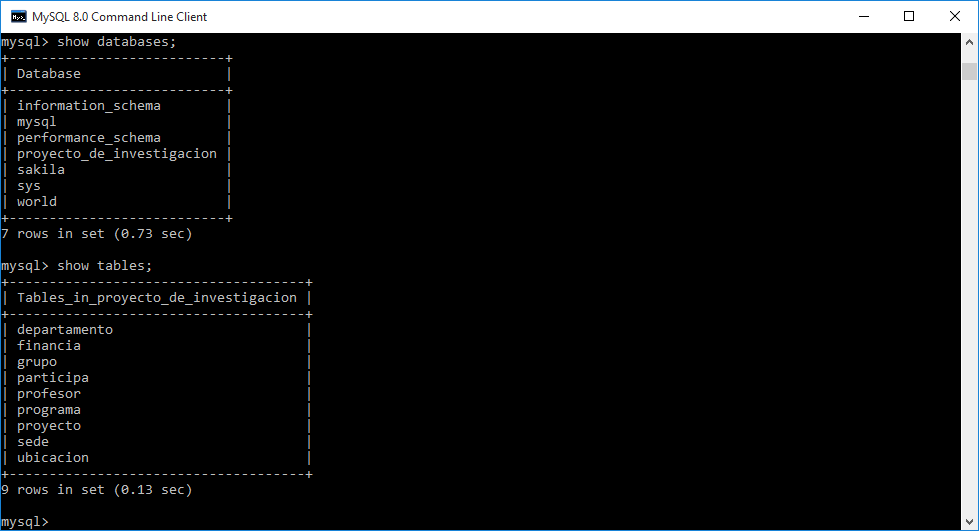 MySQL 8.0 Command Line Client
mysql> show databases;
+---------------------------+
| Database                  |
+---------------------------+
| information_schema        |
| mysql                     |
| performance_schema        |
| proyecto_de_investigacion |
| sakila                    |
| sys                       |
| world                     |
+---------------------------+
7 rows in set (0.73 sec)

mysql> show tables;
+-------------------------------------+
| Tables_in_proyecto_de_investigacion |
+-------------------------------------+
| departamento                        |
| financia                            |
| grupo                               |
| participa                           |
| profesor                            |
| programa                            |
| proyecto                            |
| sede                                |
| ubicacion                           |
+-------------------------------------+
9 rows in set (0.13 sec)

mysql>